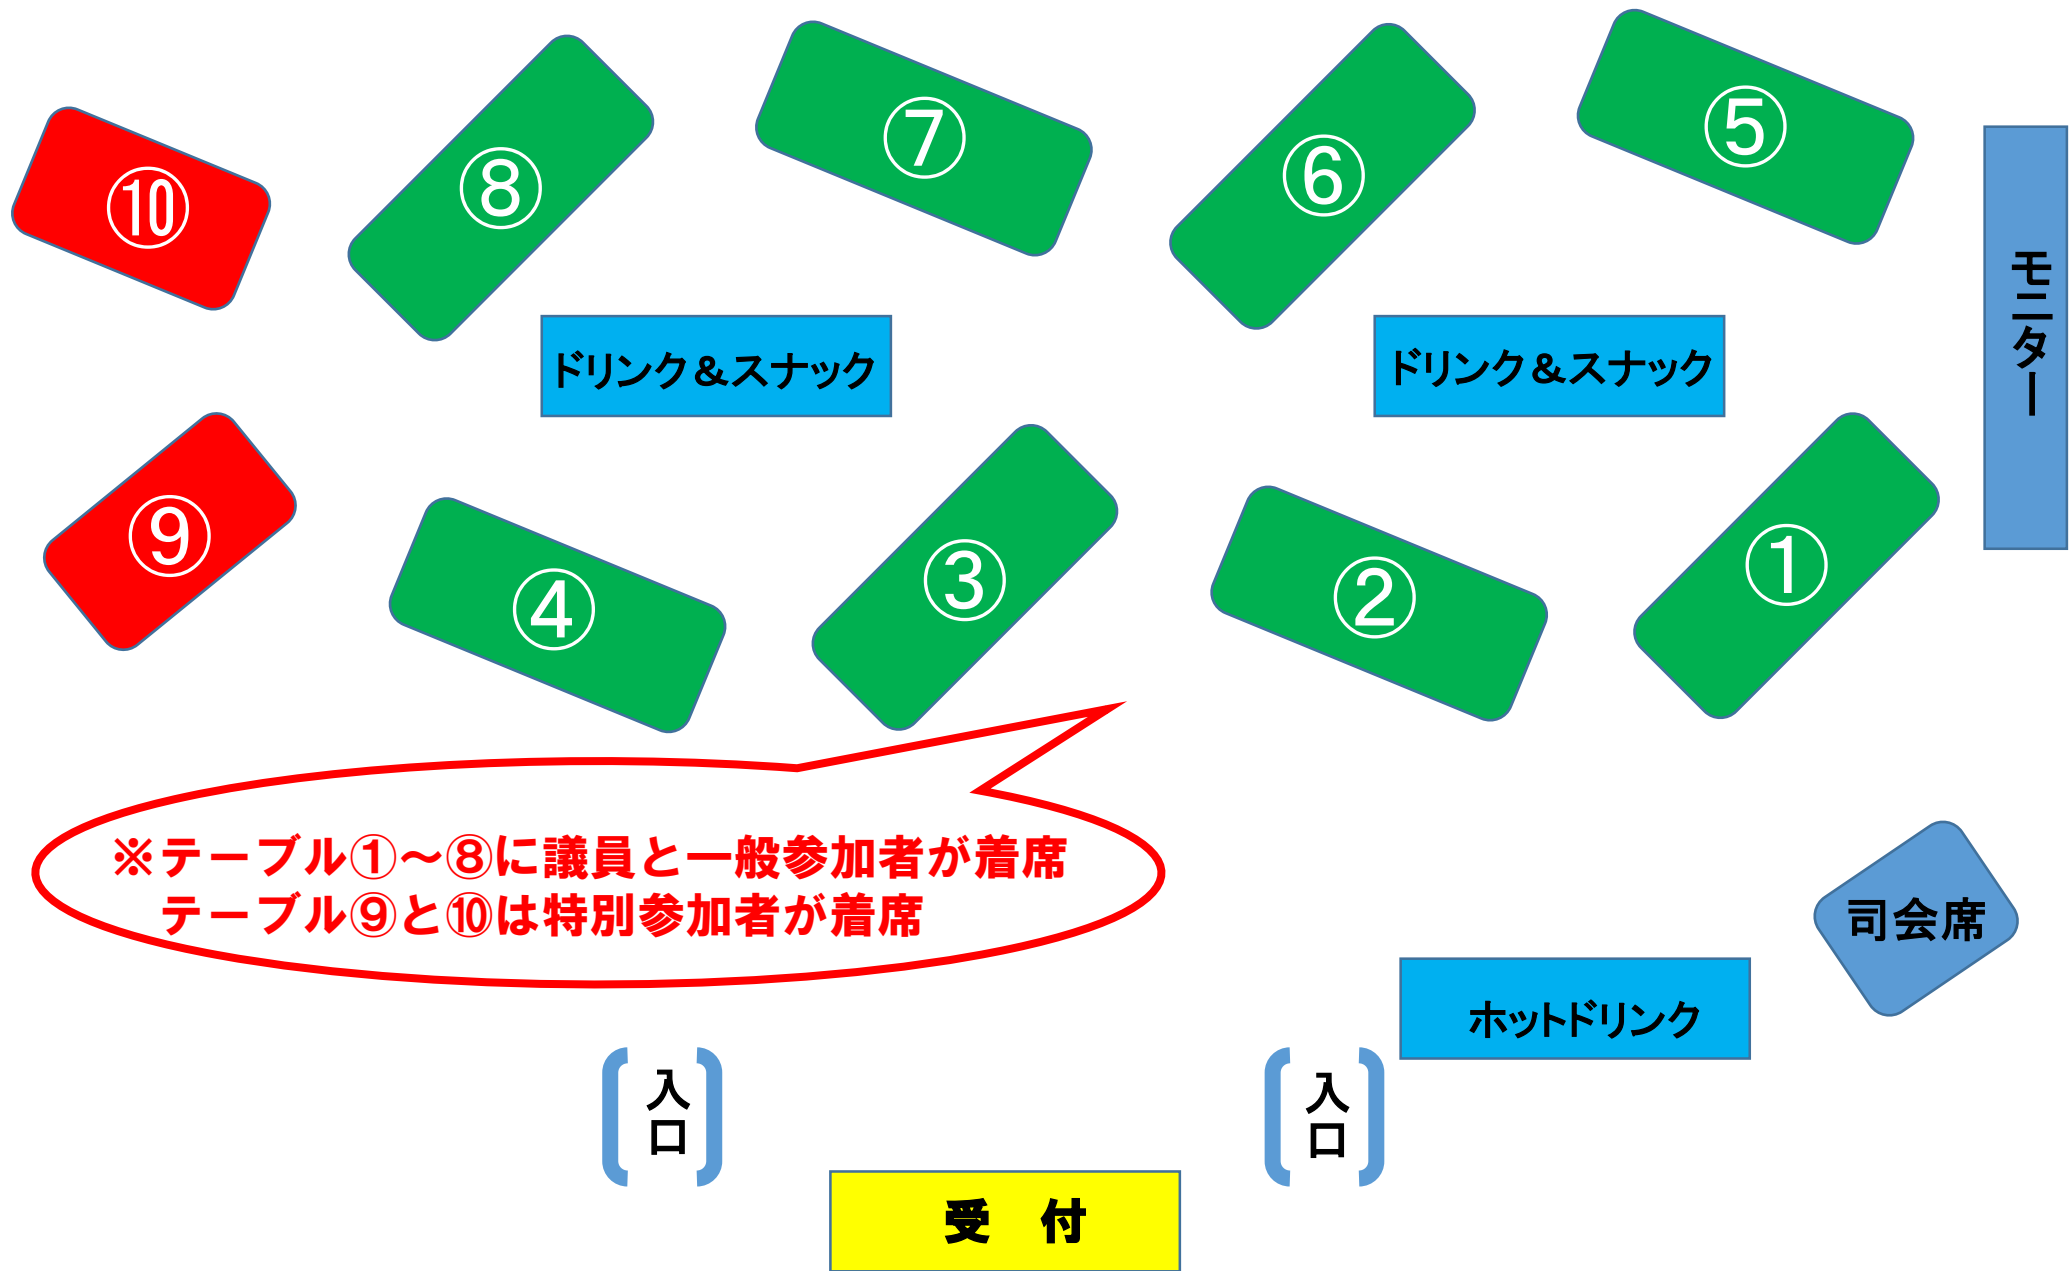 ⑩
⑧
⑦
⑥
⑤
モニター
ドリンク&スナック
ドリンク&スナック
⑨
④
③
②
①
※テーブル①～⑧に議員と一般参加者が着席
テーブル⑨と⑩は特別参加者が着席
司会席
ホットドリンク
入口
入口
受　付